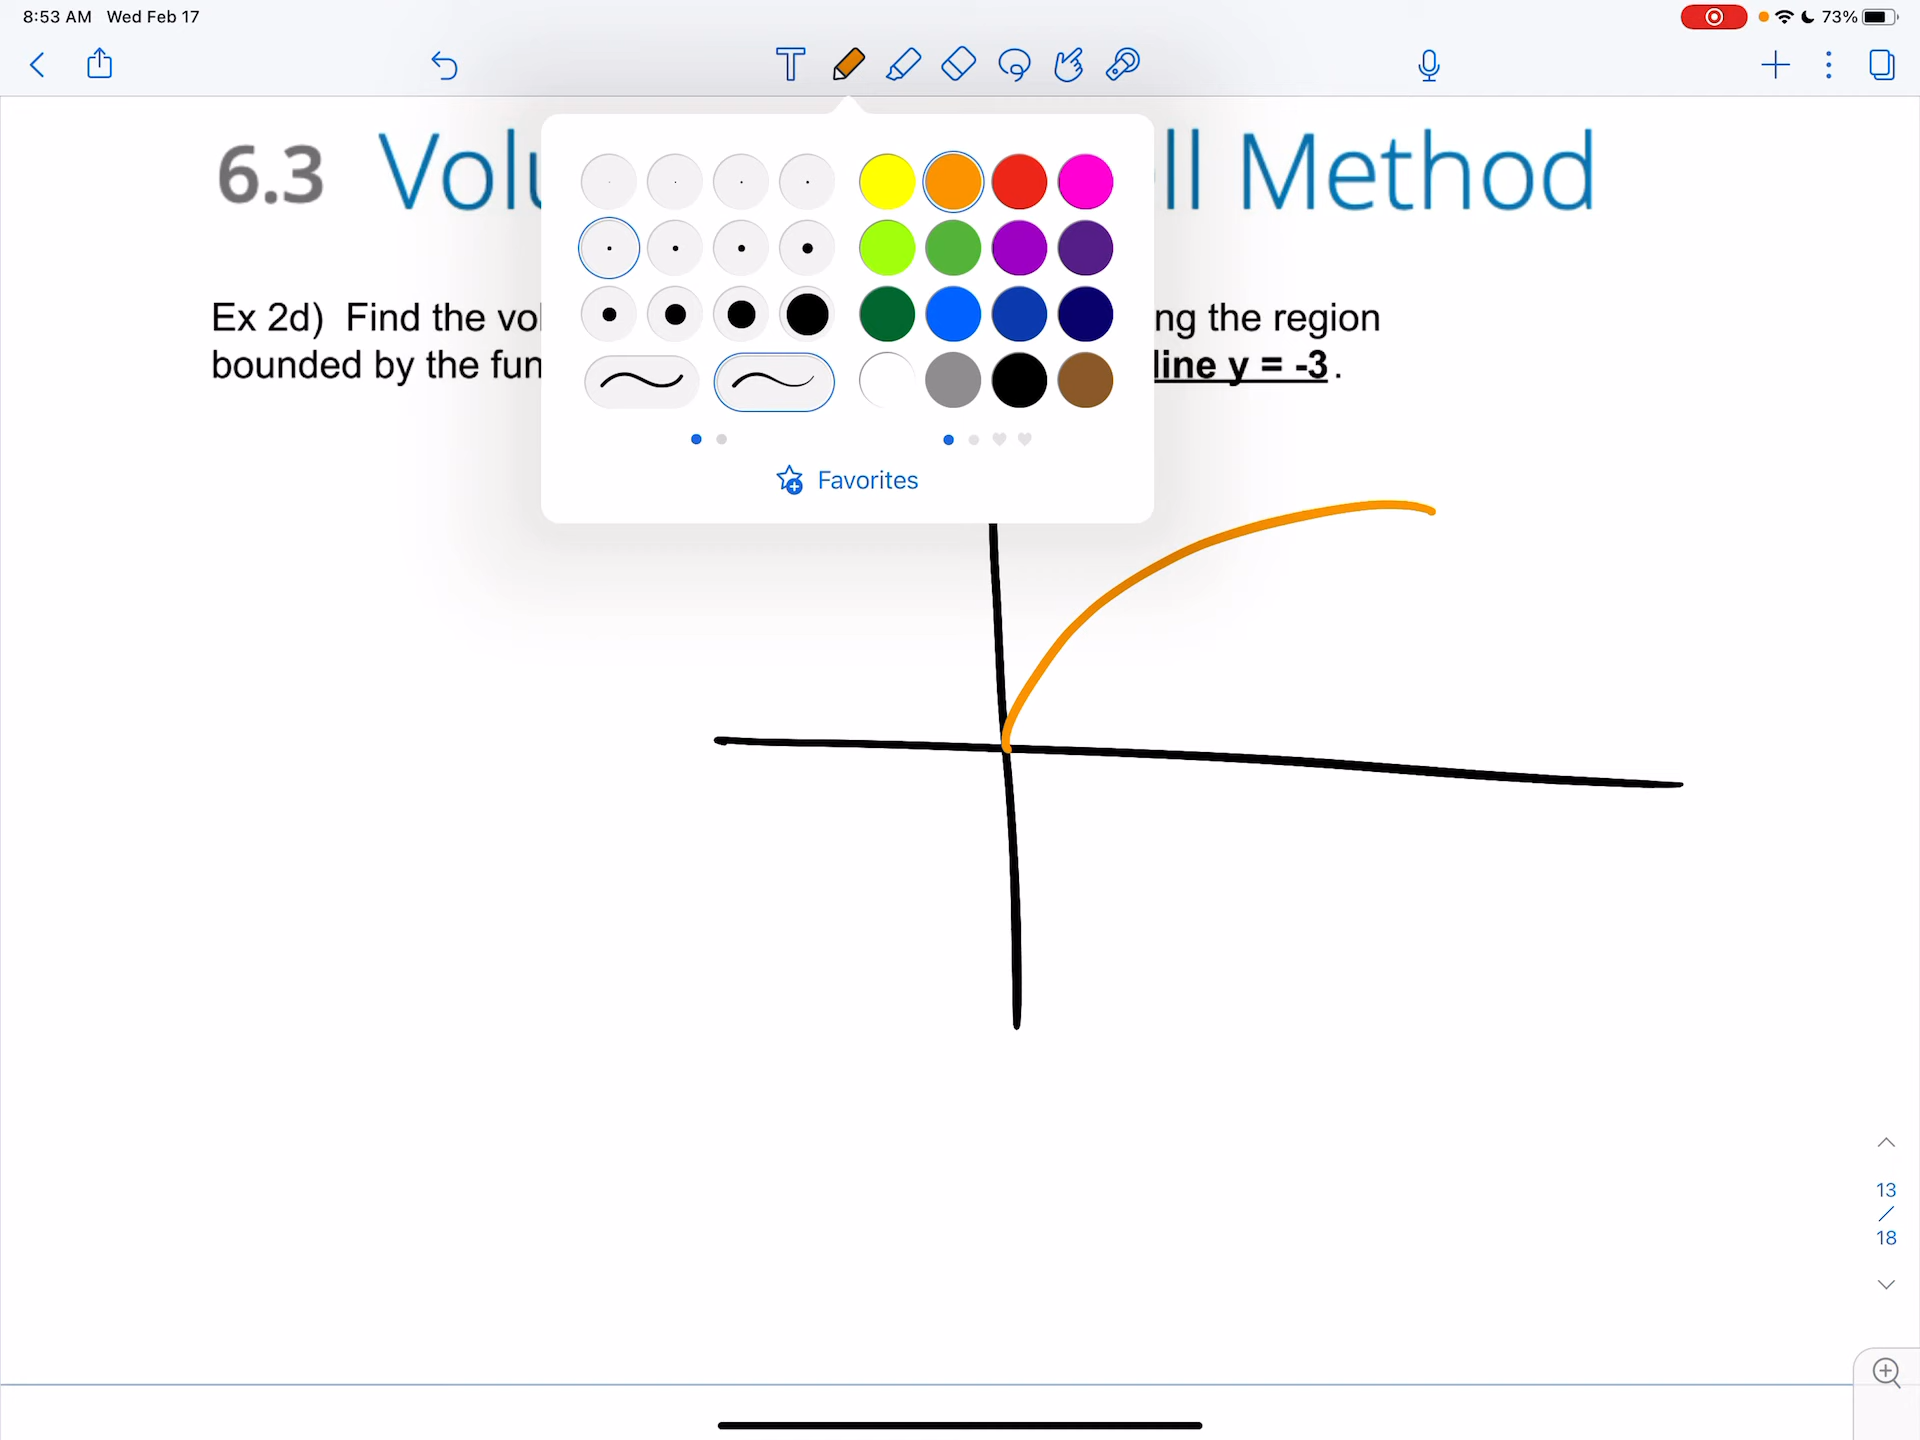 8:53 AM Wed Feb 17
73%
6.3 Volu ll Method
Ex 2d) Find the vol ng the region
bounded by the fun line y = -3.
Favorites
13
/
18